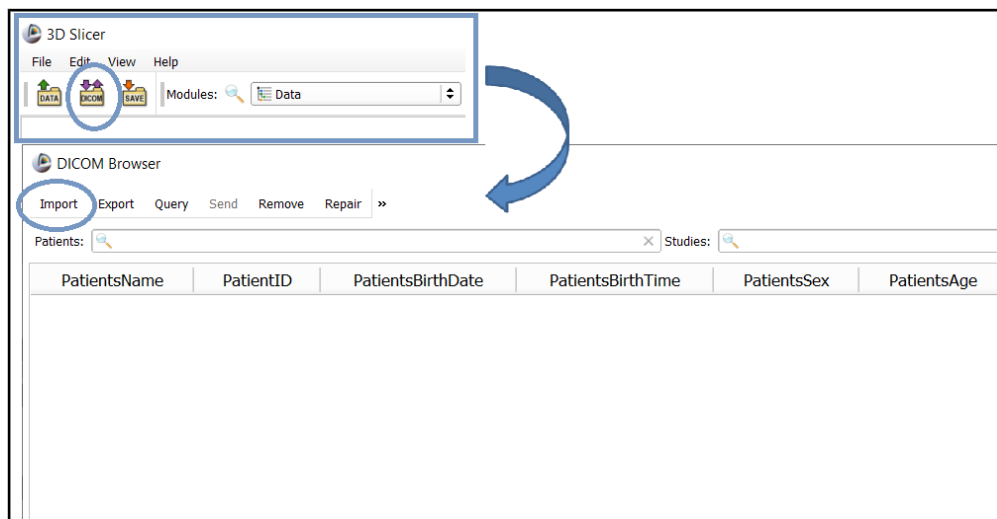 3D Slicer
File Edit View Help
DATA DICOM SAVE Modules: Data
DICOM Browser
Import Export Query Send Remove Repair »
Patients: Studies:
PatientsName PatientID PatientsBirthDate PatientsBirthTime PatientsSex PatientsAge